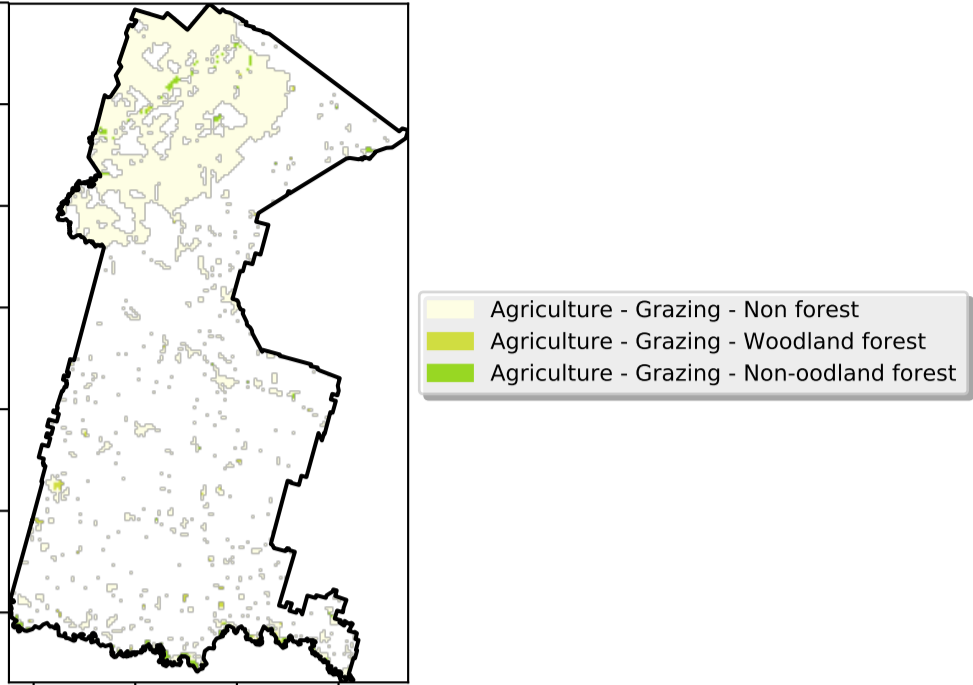 Agriculture - Grazing - Non forest
Agriculture - Grazing - Woodland forest
Agriculture - Grazing - Non-oodland forest